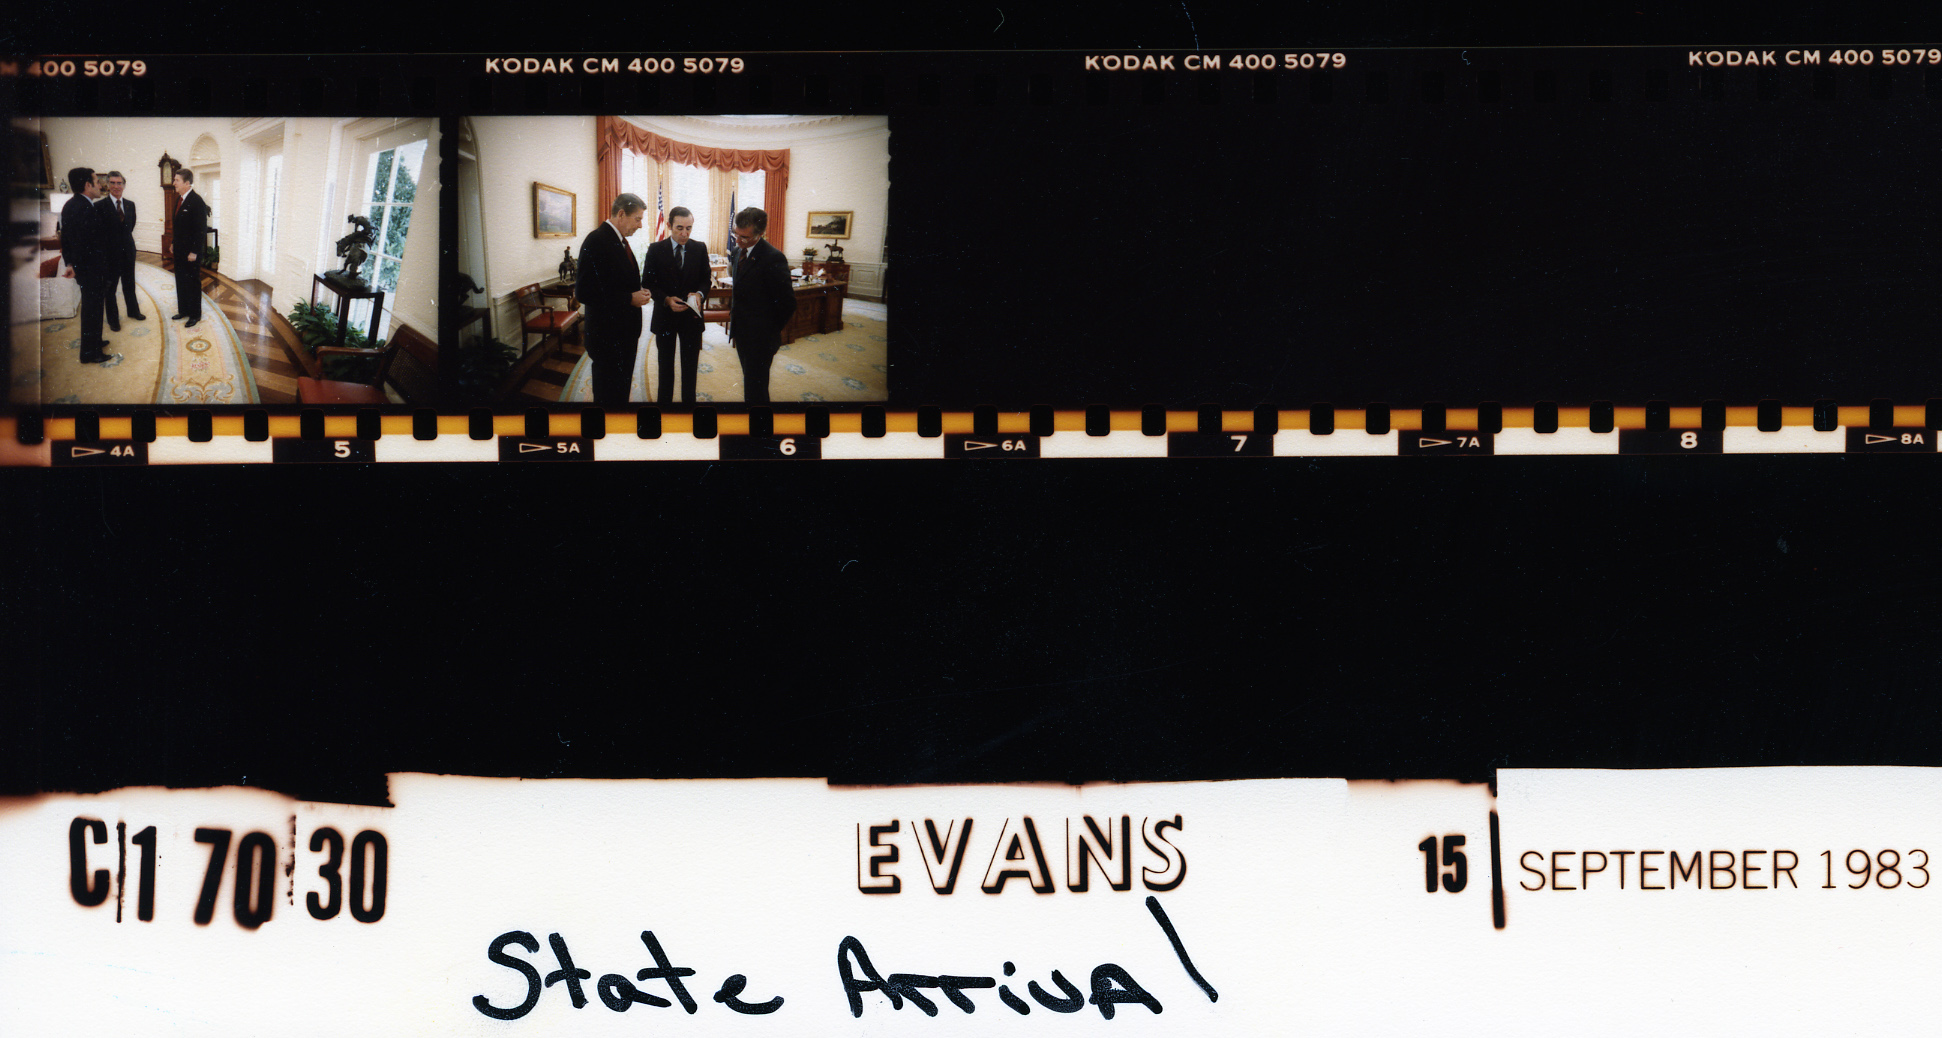 M 400 5079 KODAK CM 400 5079 KODAK CM 400 5079 KODAK CM 400 5079
4A 5 5A 6 6A 7 7A 8 8A
C|1 70 30 EVANS 15 SEPTEMBER 1983
State Arrival